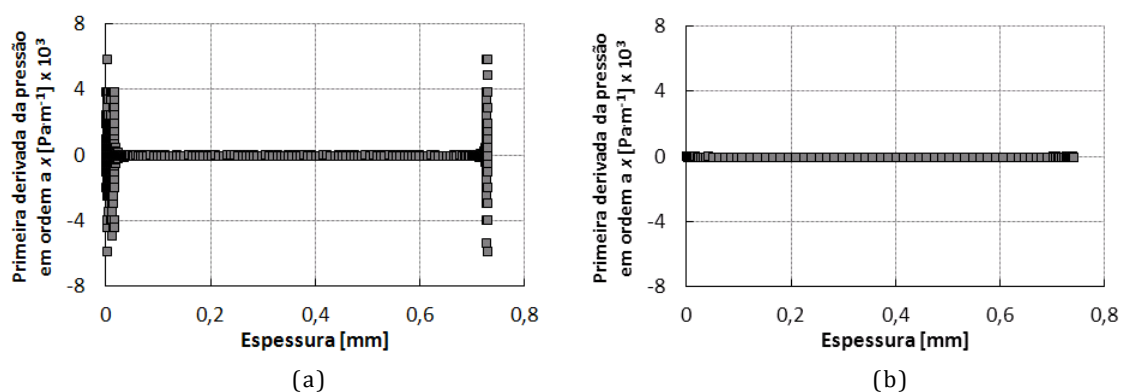 Primeira derivada da pressão
em ordem a x [Pa·m⁻¹] x 10³
8
4
0
-4
-8
0
0,2
0,4
0,6
0,8
Espessura [mm]
(a)
Primeira derivada da pressão
em ordem a x [Pa·m⁻¹] x 10³
8
4
0
-4
-8
0
0,2
0,4
0,6
0,8
Espessura [mm]
(b)